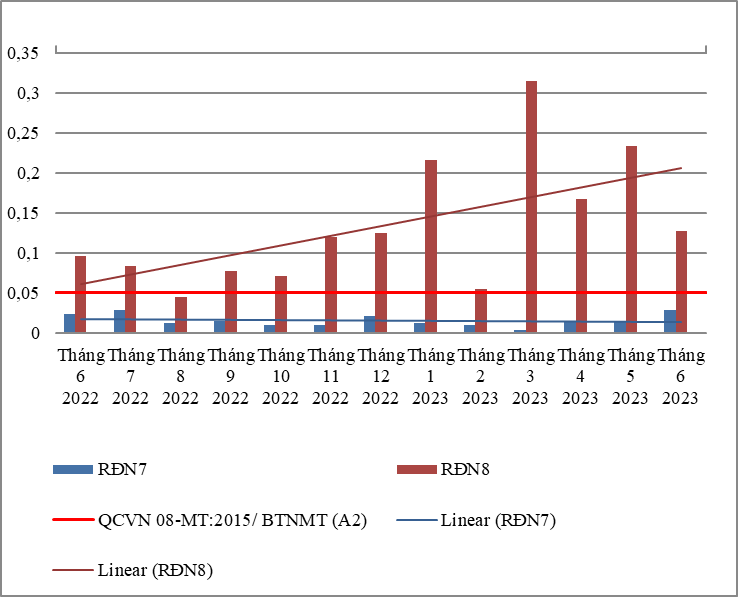 0,35
0,3
0,25
0,2
0,15
0,1
0,05
0
Tháng Tháng Tháng Tháng Tháng Tháng Tháng Tháng Tháng Tháng Tháng Tháng Tháng
6 7 8 9 10 11 12 1 2 3 4 5 6
2022 2022 2022 2022 2022 2022 2022 2023 2023 2023 2023 2023 2023
RĐN7 RĐN8
QCVN 08-MT:2015/ BTNMT (A2) Linear (RĐN7)
Linear (RĐN8)